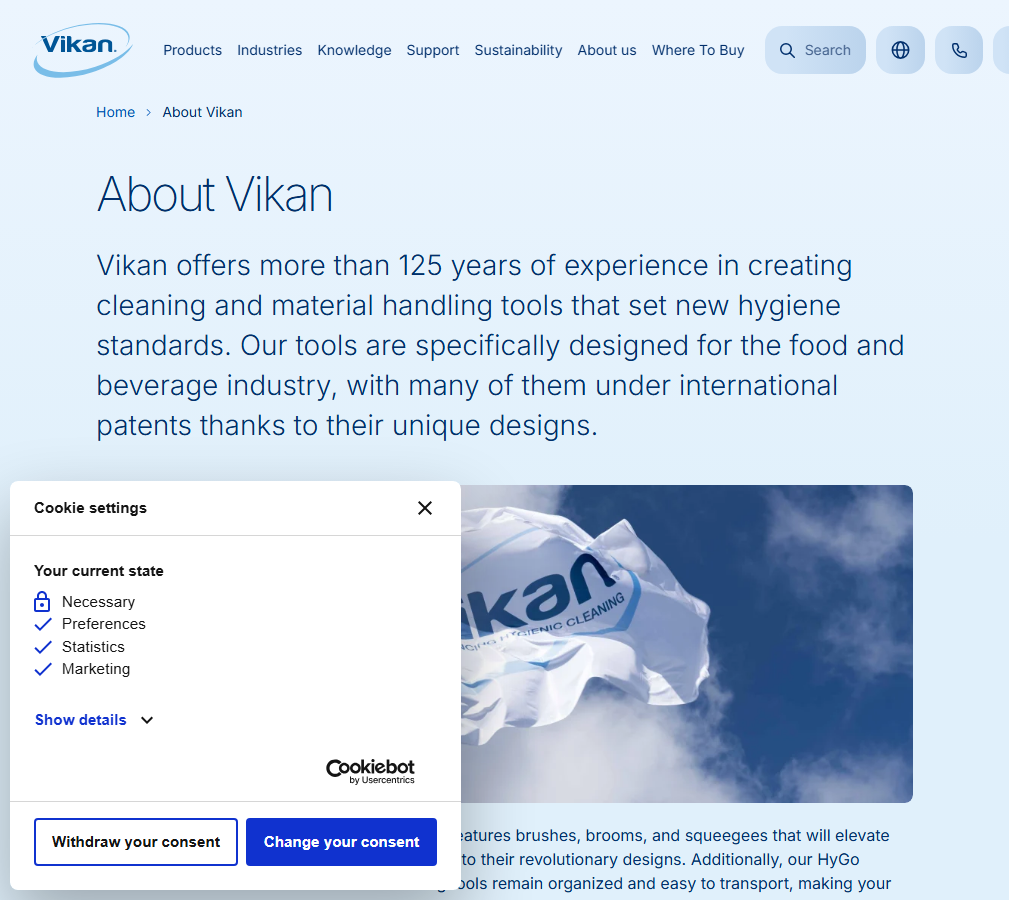 Vikan.
Products Industries Knowledge Support Sustainability About us Where To Buy Search
Home > About Vikan
About Vikan
Vikan offers more than 125 years of experience in creating
cleaning and material handling tools that set new hygiene
standards. Our tools are specifically designed for the food and
beverage industry, with many of them under international
patents thanks to their unique designs.
Cookie settings
Your current state
Necessary
Preferences
Statistics
Marketing
Show details
Cookiebot
by Usercentrics
Withdraw your consent Change your consent
ikan
HYGIENIC CLEANING
eatures brushes, brooms, and squeegees that will elevate
to their revolutionary designs. Additionally, our HyGo
ools remain organized and easy to transport, making your